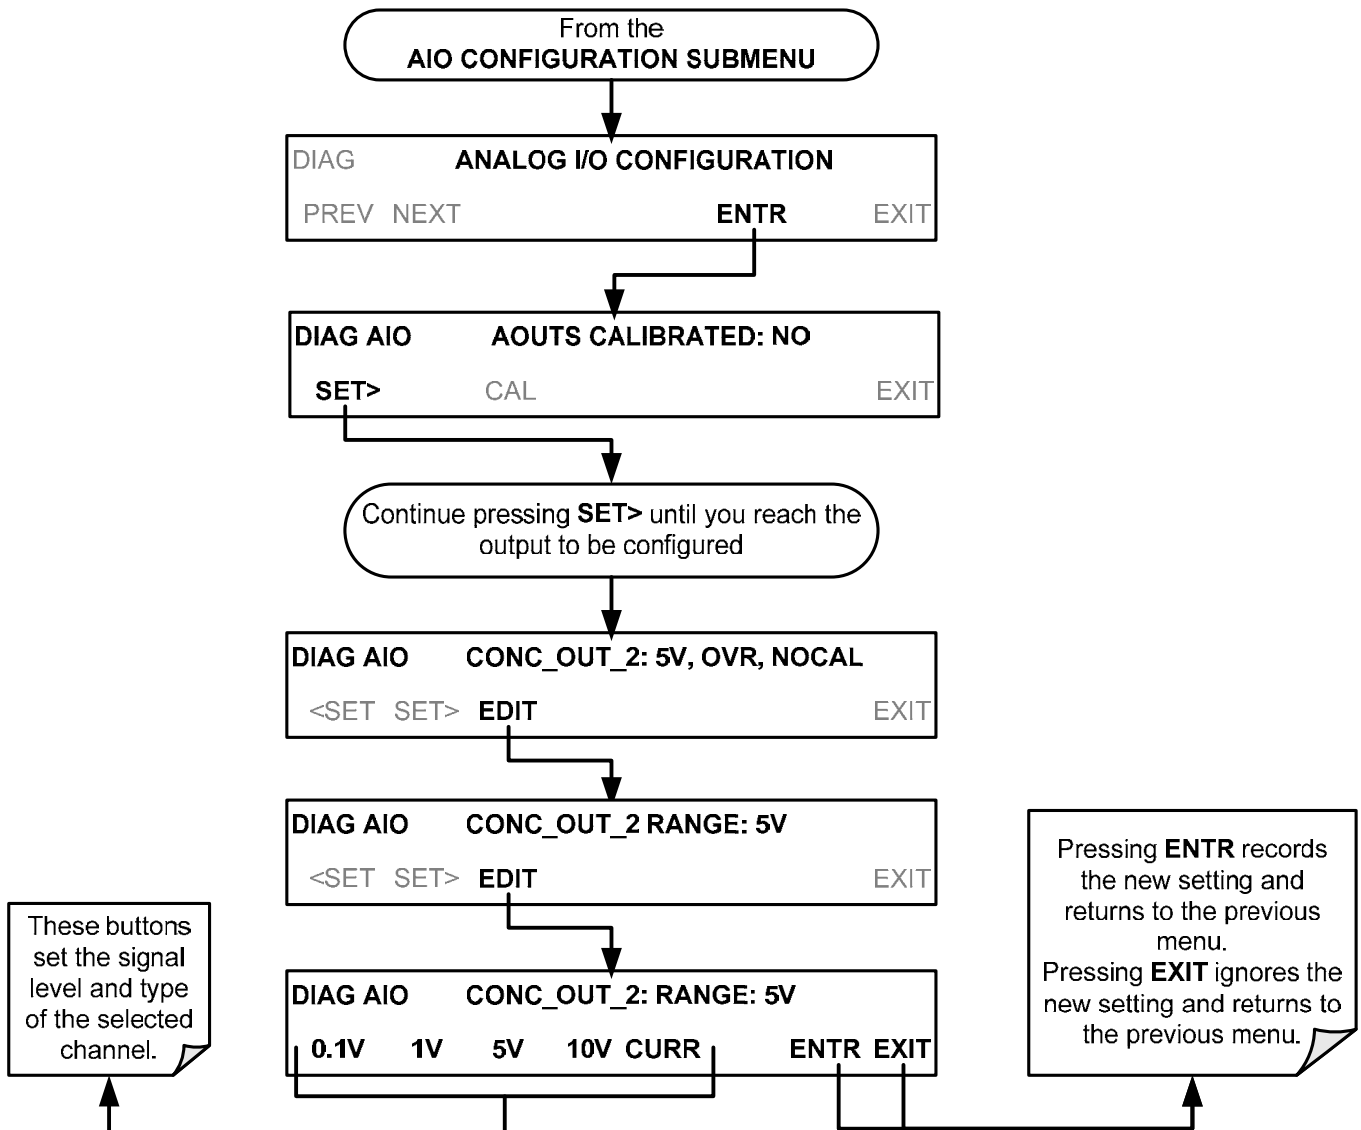 From the
AIO CONFIGURATION SUBMENU
DIAG ANALOG I/O CONFIGURATION
PREV NEXT ENTR EXIT
DIAG AIO AOUTS CALIBRATED: NO
SET> CAL EXIT
Continue pressing SET> until you reach the
output to be configured
DIAG AIO CONC_OUT_2: 5V, OVR, NOCAL
<SET SET> EDIT EXIT
DIAG AIO CONC_OUT_2 RANGE: 5V
<SET SET> EDIT EXIT
These buttons
set the signal
level and type
of the selected
channel.
DIAG AIO CONC_OUT_2: RANGE: 5V
0.1V 1V 5V 10V CURR ENTR EXIT
Pressing ENTR records
the new setting and
returns to the previous
menu.
Pressing EXIT ignores the
new setting and returns to
the previous menu.